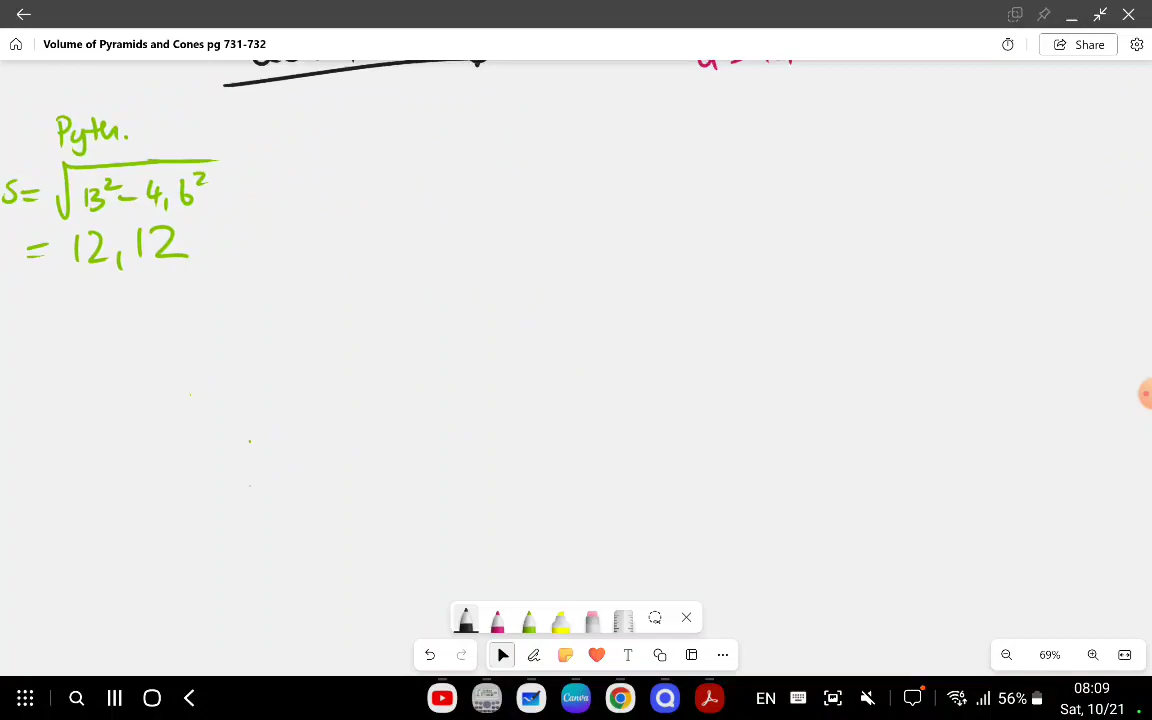 Volume of Pyramids and Cones pg 731-732
Share
Pyth.
S= √13² - 4,6²
= 12,12
Canva
EN
56%
08:09
Sat, 10/21
69%